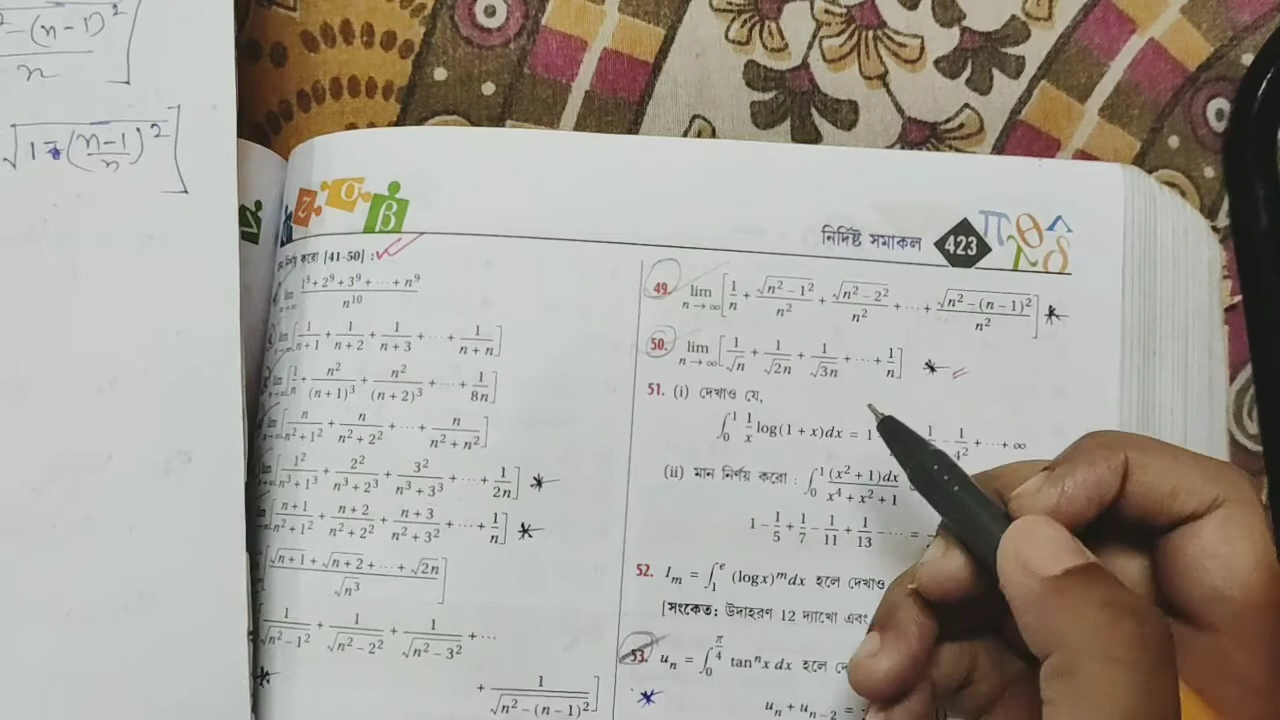 ² − (n−1)²
n
√1 − ((n−1)/n)² ]
Z σ β
নির্দিষ্ট সমাকল 423 π θ λ δ
নির্ণয় করো [41-50] :
lim (1⁹ + 2⁹ + 3⁹ + ⋯ + n⁹)/n¹⁰
lim [1/(n+1) + 1/(n+2) + 1/(n+3) + ⋯ + 1/(n+n)]
lim [1/n + n²/(n+1)³ + n²/(n+2)³ + ⋯ + 1/8n]
lim [n/(n²+1²) + n/(n²+2²) + ⋯ + n/(n²+n²)]
lim [1²/(n³+1³) + 2²/(n³+2³) + 3²/(n³+3³) + ⋯ + 1/2n] *
lim [(n+1)/(n²+1²) + (n+2)/(n²+2²) + (n+3)/(n²+3²) + ⋯ + 1/n] *
[(√n+1 + √n+2 + ⋯ + √2n)/√n³]
[1/√(n²−1²) + 1/√(n²−2²) + 1/√(n²−3²) + ⋯
+ 1/√(n²−(n−1)²)]
49. lim n→∞ [1/n + √(n²−1²)/n² + √(n²−2²)/n² + ⋯ + √(n²−(n−1)²)/n²] *
50. lim n→∞ [1/√n + 1/√2n + 1/√3n + ⋯ + 1/n] *
51. (i) দেখাও যে,
∫₀¹ 1/x log(1+x)dx = 1 1/ − 1/4² + ⋯ ∞
(ii) মান নির্ণয় করো : ∫₀¹ (x²+1)dx/(x⁴+x²+1)
1 − 1/5 + 1/7 − 1/11 + 1/13 − ⋯ =
52. Iₘ = ∫₁ᵉ (logx)ᵐdx হলে দেখাও
[সংকেত: উদাহরণ 12 দ্যাখো এবং
53. uₙ = ∫₀^(π/4) tanⁿx dx হলে
* uₙ + uₙ₋₂ =